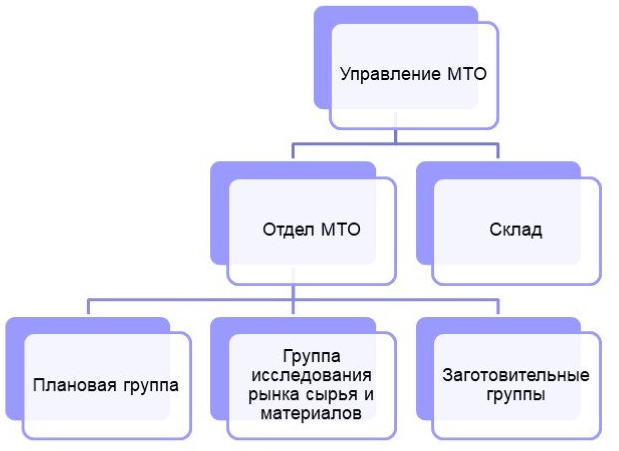 Управление МТО
Отдел МТО
Склад
Плановая группа
Группа
исследования
рынка сырья и
материалов
Заготовительные
группы